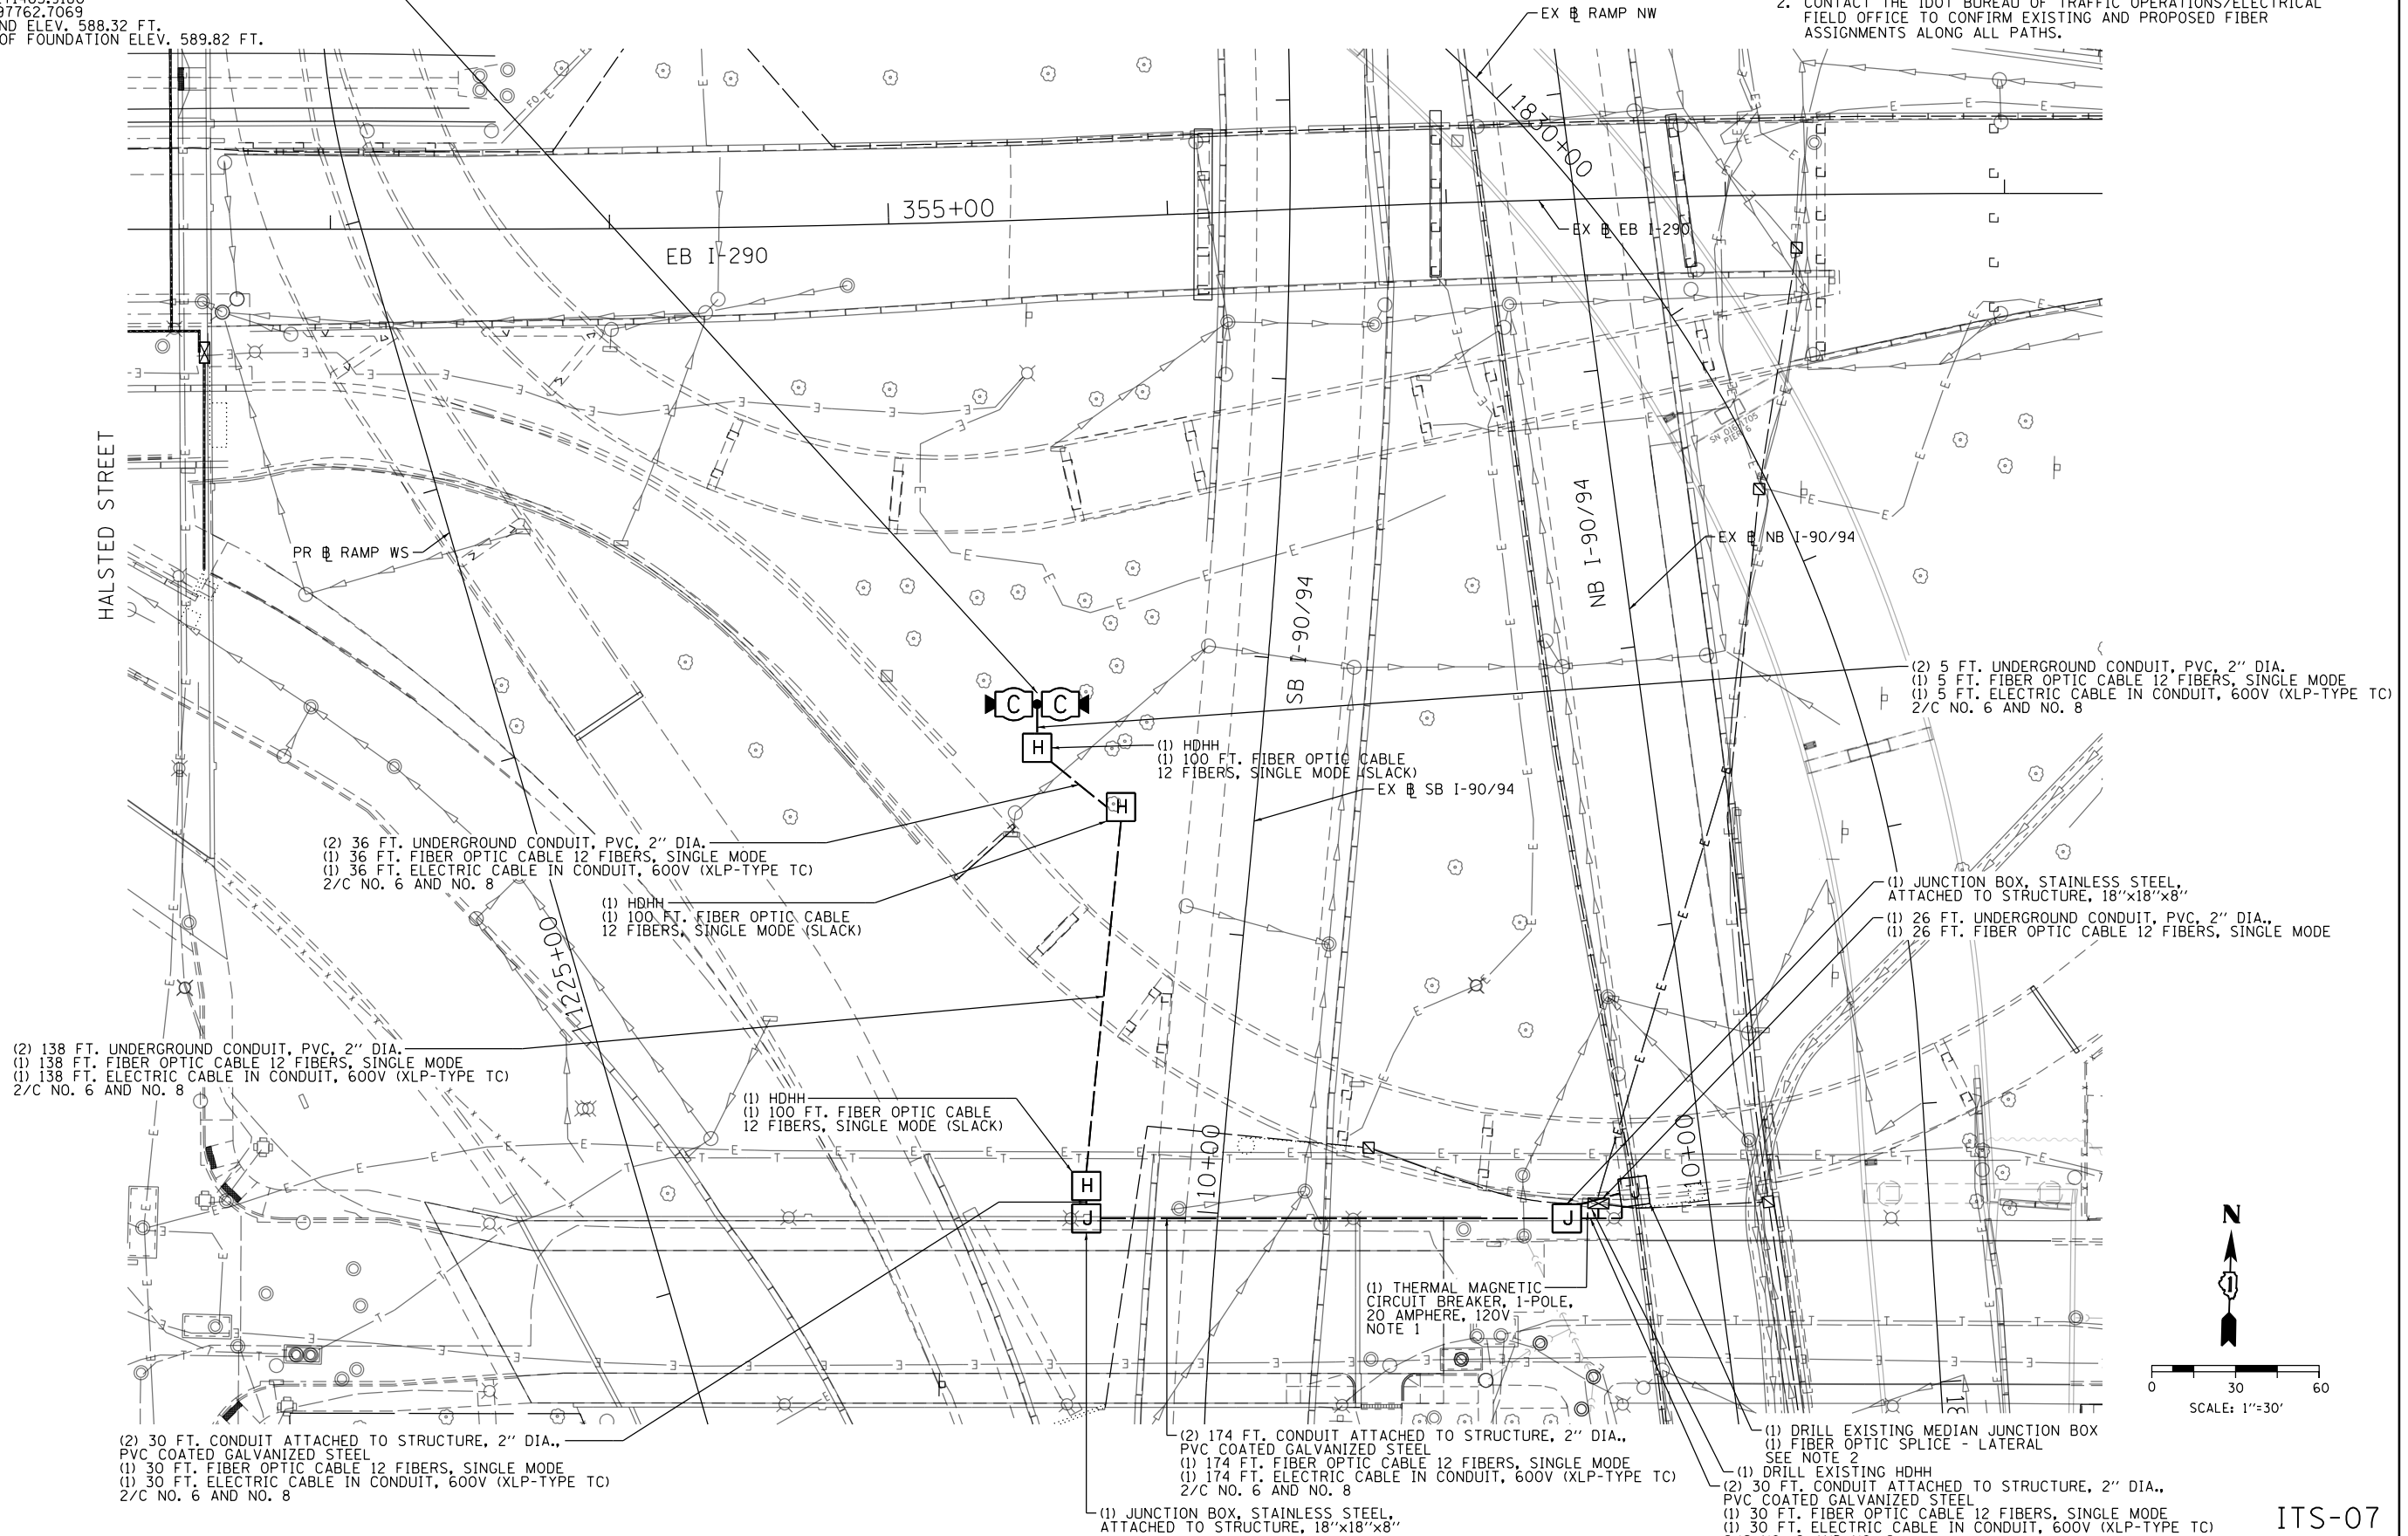 97762.7069
ND ELEV. 588.32 FT.
OF FOUNDATION ELEV. 589.82 FT.
2. CONTACT THE IDOT BUREAU OF TRAFFIC OPERATIONS/ELECTRICAL
FIELD OFFICE TO CONFIRM EXISTING AND PROPOSED FIBER
ASSIGNMENTS ALONG ALL PATHS.
EX BL RAMP NW
1830+00
355+00
EB I-290
EX BL EB I-290
HALSTED STREET
SN 016-1705
PIER 6
PR BL RAMP WS
NB I-90/94
EX BL NB I-90/94
SB I-90/94
C C
(2) 5 FT. UNDERGROUND CONDUIT, PVC, 2" DIA.
(1) 5 FT. FIBER OPTIC CABLE 12 FIBERS, SINGLE MODE
(1) 5 FT. ELECTRIC CABLE IN CONDUIT, 600V (XLP-TYPE TC)
2/C NO. 6 AND NO. 8
H
(1) HDHH
(1) 100 FT. FIBER OPTIC CABLE
12 FIBERS, SINGLE MODE (SLACK)
EX BL SB I-90/94
H
(2) 36 FT. UNDERGROUND CONDUIT, PVC, 2" DIA.
(1) 36 FT. FIBER OPTIC CABLE 12 FIBERS, SINGLE MODE
(1) 36 FT. ELECTRIC CABLE IN CONDUIT, 600V (XLP-TYPE TC)
2/C NO. 6 AND NO. 8
(1) HDHH
(1) 100 FT. FIBER OPTIC CABLE
12 FIBERS, SINGLE MODE (SLACK)
(1) JUNCTION BOX, STAINLESS STEEL,
ATTACHED TO STRUCTURE, 18"x18"x8"
(1) 26 FT. UNDERGROUND CONDUIT, PVC, 2" DIA.,
(1) 26 FT. FIBER OPTIC CABLE 12 FIBERS, SINGLE MODE
1225+00
(2) 138 FT. UNDERGROUND CONDUIT, PVC, 2" DIA.
(1) 138 FT. FIBER OPTIC CABLE 12 FIBERS, SINGLE MODE
(1) 138 FT. ELECTRIC CABLE IN CONDUIT, 600V (XLP-TYPE TC)
2/C NO. 6 AND NO. 8
(1) HDHH
(1) 100 FT. FIBER OPTIC CABLE
12 FIBERS, SINGLE MODE (SLACK)
10+00
10+00
H
J
J
N
1
(1) THERMAL MAGNETIC
CIRCUIT BREAKER, 1-POLE,
20 AMPHERE, 120V
NOTE 1
0 30 60
SCALE: 1"=30'
(2) 30 FT. CONDUIT ATTACHED TO STRUCTURE, 2" DIA.,
PVC COATED GALVANIZED STEEL
(1) 30 FT. FIBER OPTIC CABLE 12 FIBERS, SINGLE MODE
(1) 30 FT. ELECTRIC CABLE IN CONDUIT, 600V (XLP-TYPE TC)
2/C NO. 6 AND NO. 8
(2) 174 FT. CONDUIT ATTACHED TO STRUCTURE, 2" DIA.,
PVC COATED GALVANIZED STEEL
(1) 174 FT. FIBER OPTIC CABLE 12 FIBERS, SINGLE MODE
(1) 174 FT. ELECTRIC CABLE IN CONDUIT, 600V (XLP-TYPE TC)
2/C NO. 6 AND NO. 8
(1) JUNCTION BOX, STAINLESS STEEL,
ATTACHED TO STRUCTURE, 18"x18"x8"
(1) DRILL EXISTING MEDIAN JUNCTION BOX
(1) FIBER OPTIC SPLICE - LATERAL
SEE NOTE 2
(1) DRILL EXISTING HDHH
(2) 30 FT. CONDUIT ATTACHED TO STRUCTURE, 2" DIA.,
PVC COATED GALVANIZED STEEL
(1) 30 FT. FIBER OPTIC CABLE 12 FIBERS, SINGLE MODE
(1) 30 FT. ELECTRIC CABLE IN CONDUIT, 600V (XLP-TYPE TC)
ITS-07